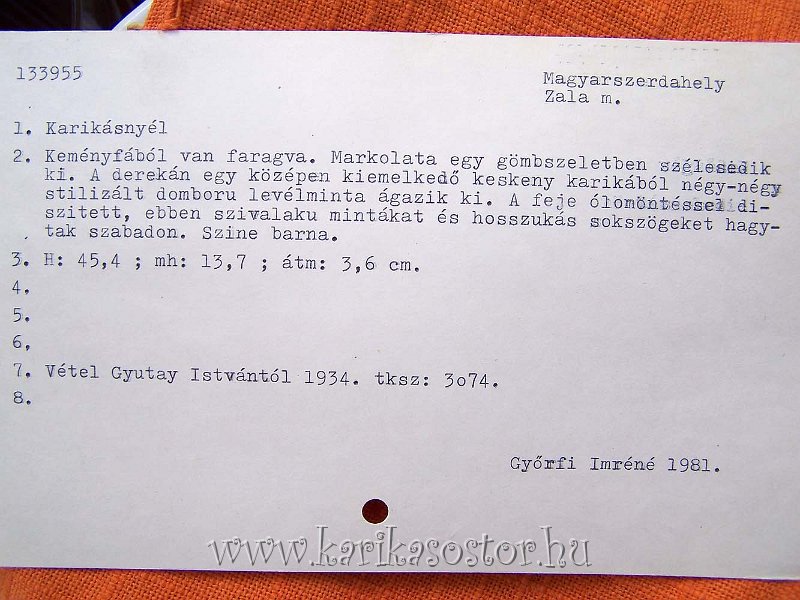 133955
Magyarszerdahely
Zala m.
1. Karikásnyél
2. Keményfából van faragva. Markolata egy gömbszeletben szélesedik
ki. A derekán egy középen kiemelkedő keskeny karikából négy-négy
stilizált domboru levélminta ágazik ki. A feje ólomöntéssel di-
szitett, ebben szivalaku mintákat és hosszukás sokszögeket hagy-
tak szabadon. Szine barna.
3. H: 45,4 ; mh: 13,7 ; átm: 3,6 cm.
4.
5.
6,
7. Vétel Gyutay Istvántól 1934. tksz: 3o74.
8.
Győrfi Imréné 1981.
www.karikasostor.hu